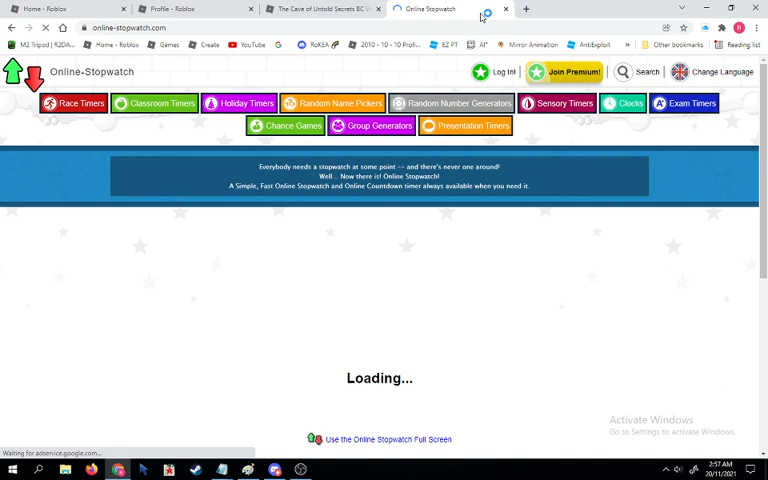 Home - Roblox
Profile - Roblox
The Cave of Untold Secrets BC
Online Stopwatch
online-stopwatch.com
M2 Tripod | R2DA...
Home - Roblox
Games
Create
YouTube
G
RoKEA
2010 - 10 - 10 Profi...
EZ PT
AI*
Mirror Animation
AntiExploit
»
Other bookmarks
Reading list
Online-Stopwatch
Log In!
Join Premium!
Search
Change Language
Race Timers
Classroom Timers
Holiday Timers
Random Name Pickers
Random Number Generators
Sensory Timers
Clocks
Exam Timers
Chance Games
Group Generators
Presentation Timers
Everybody needs a stopwatch at some point -- and there's never one around!
Well... Now there is! Online Stopwatch!
A Simple, Fast Online Stopwatch and Online Countdown timer always available when you need it.
Loading...
Use the Online Stopwatch Full Screen
Activate Windows
Go to Settings to activate Windows.
Waiting for adservice.google.com...
2:57 AM
20/11/2021